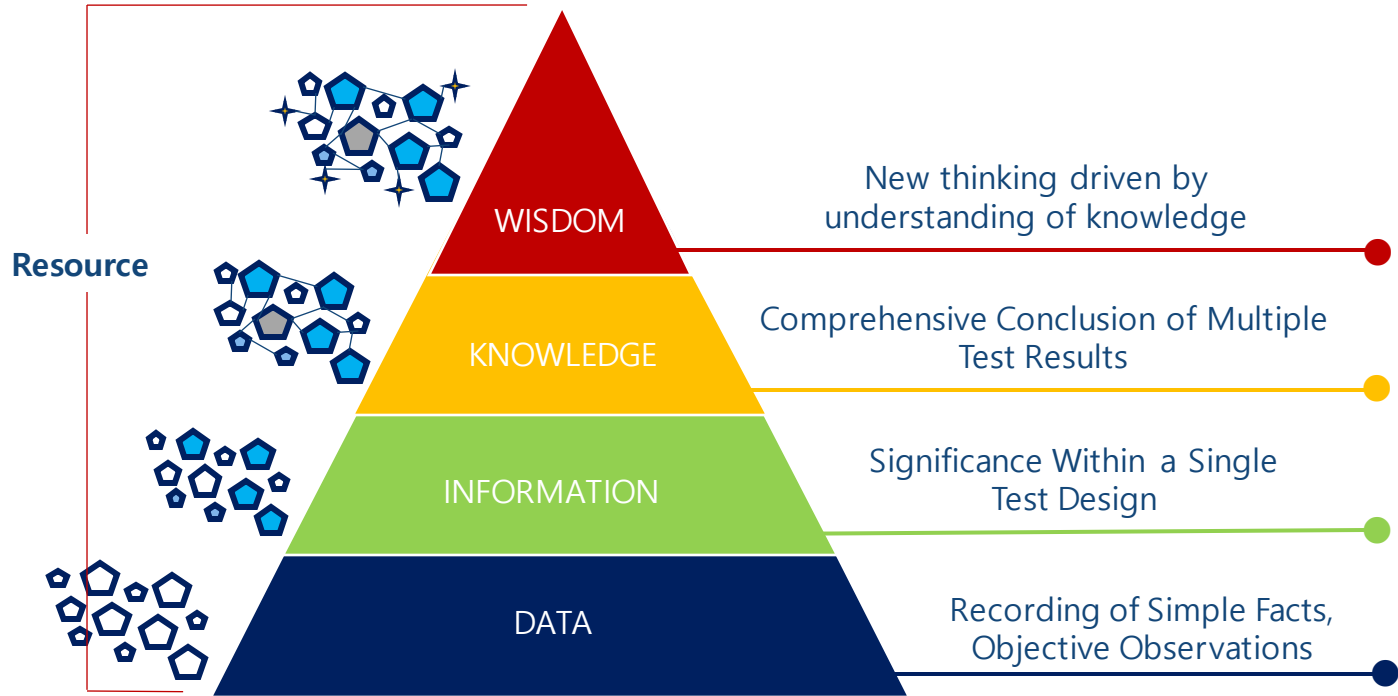 New thinking driven by
understanding of knowledge
WISDOM
Resource
Comprehensive Conclusion of Multiple
Test Results
KNOWLEDGE
Significance Within a Single
Test Design
INFORMATION
Recording of Simple Facts,
Objective Observations
DATA